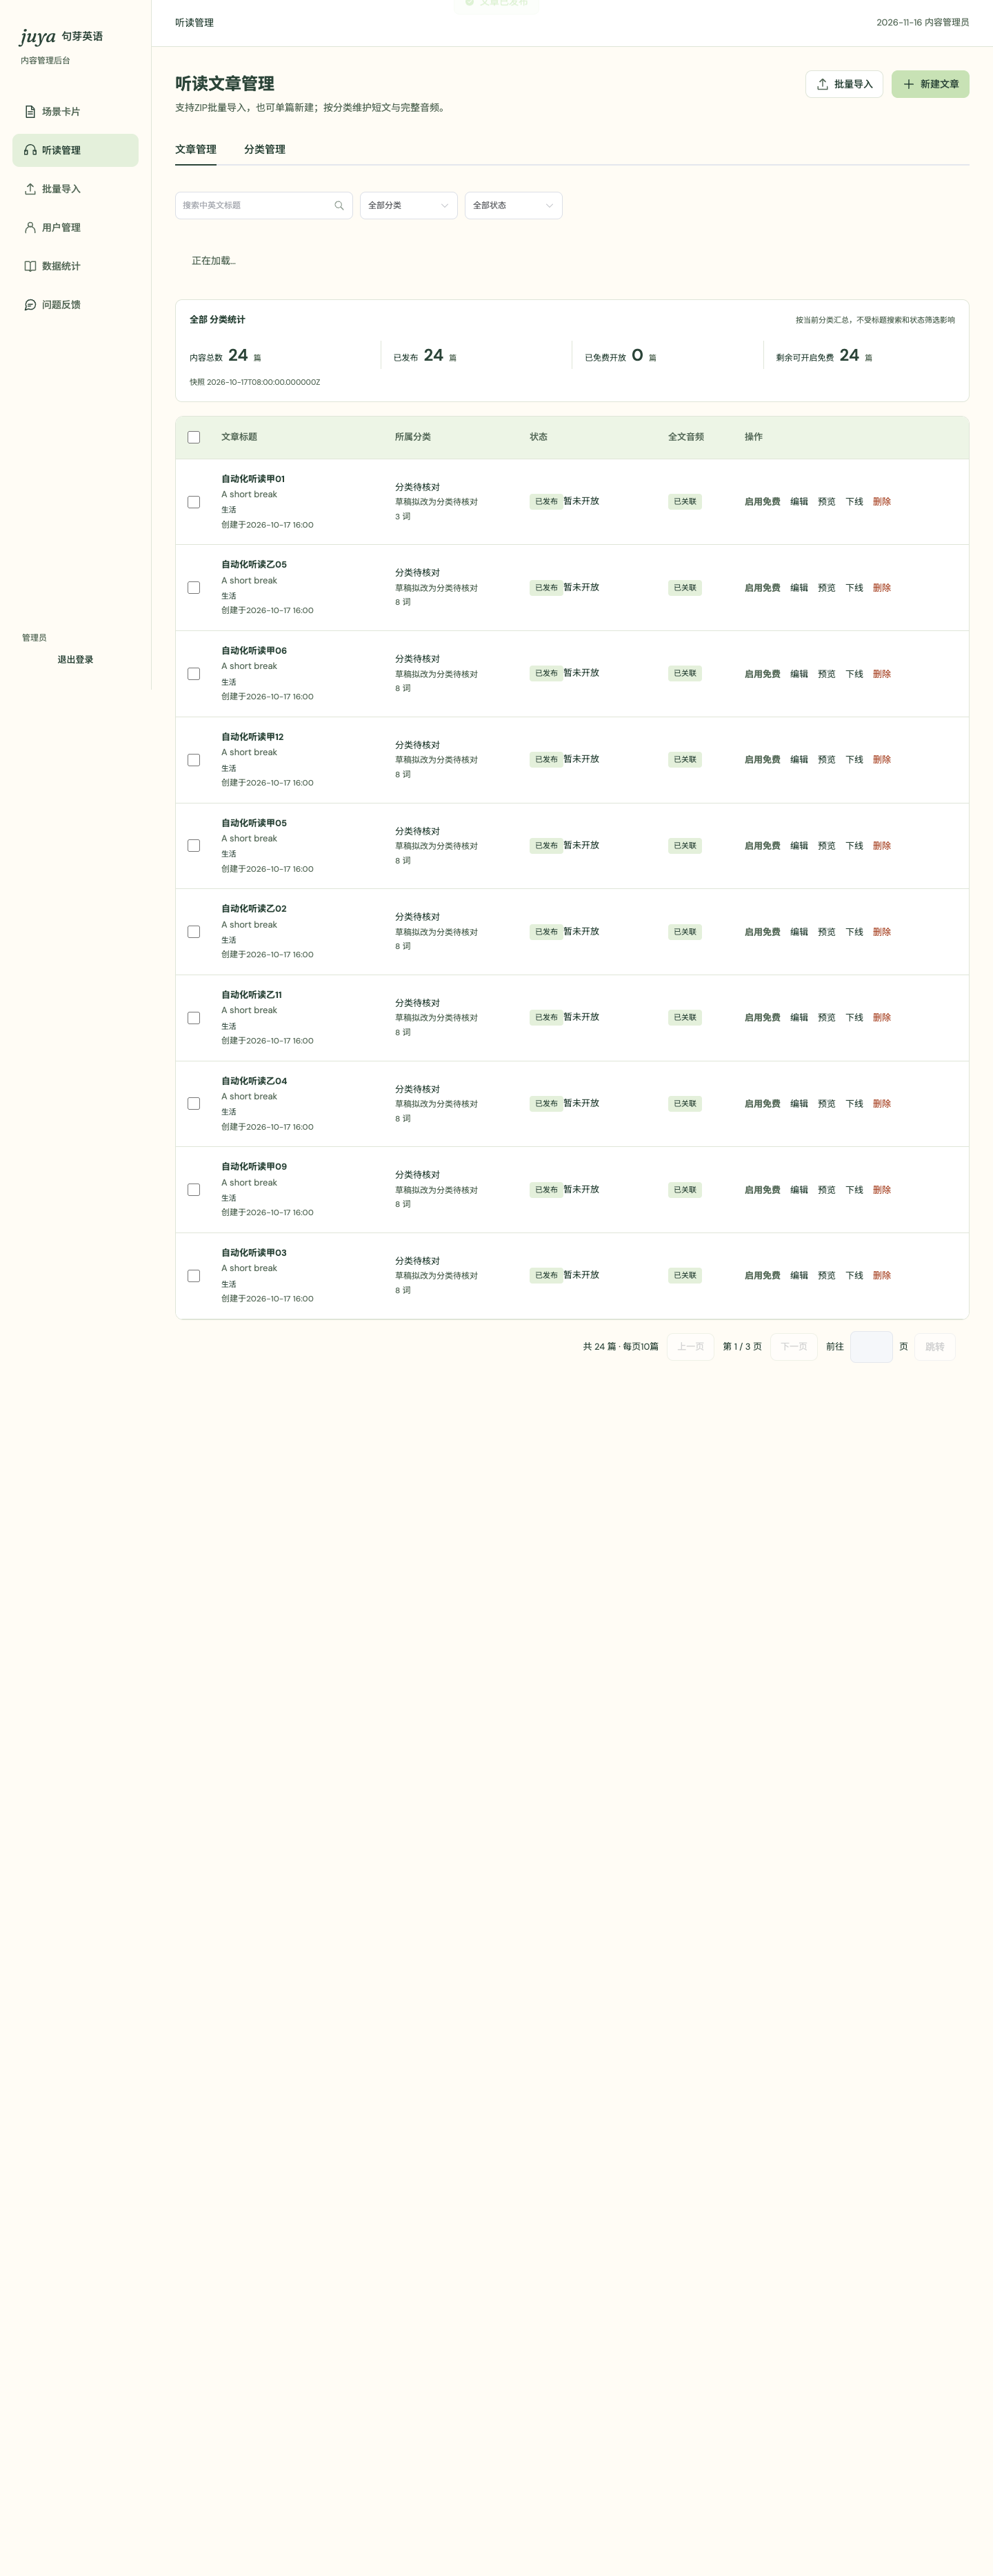 文章已发布
juya 句芽英语
内容管理后台
听读管理
2026-11-16 内容管理员
场景卡片
听读管理
批量导入
用户管理
数据统计
问题反馈
管理员
退出登录
听读文章管理
支持ZIP批量导入，也可单篇新建；按分类维护短文与完整音频。
批量导入
新建文章
文章管理 分类管理
搜索中英文标题 全部分类 全部状态
正在加载...
全部 分类统计
按当前分类汇总，不受标题搜索和状态筛选影响
内容总数 24 篇 已发布 24 篇 已免费开放 0 篇 剩余可开启免费 24 篇
快照 2026-10-17T08:00:00.000000Z
文章标题 所属分类 状态 全文音频 操作
自动化听读甲01
A short break
生活
创建于2026-10-17 16:00
分类待核对
草稿拟改为分类待核对
3 词
已发布 暂未开放 已关联 启用免费 编辑 预览 下线 删除
自动化听读乙05
A short break
生活
创建于2026-10-17 16:00
分类待核对
草稿拟改为分类待核对
8 词
已发布 暂未开放 已关联 启用免费 编辑 预览 下线 删除
自动化听读甲06
A short break
生活
创建于2026-10-17 16:00
分类待核对
草稿拟改为分类待核对
8 词
已发布 暂未开放 已关联 启用免费 编辑 预览 下线 删除
自动化听读甲12
A short break
生活
创建于2026-10-17 16:00
分类待核对
草稿拟改为分类待核对
8 词
已发布 暂未开放 已关联 启用免费 编辑 预览 下线 删除
自动化听读甲05
A short break
生活
创建于2026-10-17 16:00
分类待核对
草稿拟改为分类待核对
8 词
已发布 暂未开放 已关联 启用免费 编辑 预览 下线 删除
自动化听读乙02
A short break
生活
创建于2026-10-17 16:00
分类待核对
草稿拟改为分类待核对
8 词
已发布 暂未开放 已关联 启用免费 编辑 预览 下线 删除
自动化听读乙11
A short break
生活
创建于2026-10-17 16:00
分类待核对
草稿拟改为分类待核对
8 词
已发布 暂未开放 已关联 启用免费 编辑 预览 下线 删除
自动化听读乙04
A short break
生活
创建于2026-10-17 16:00
分类待核对
草稿拟改为分类待核对
8 词
已发布 暂未开放 已关联 启用免费 编辑 预览 下线 删除
自动化听读甲09
A short break
生活
创建于2026-10-17 16:00
分类待核对
草稿拟改为分类待核对
8 词
已发布 暂未开放 已关联 启用免费 编辑 预览 下线 删除
自动化听读甲03
A short break
生活
创建于2026-10-17 16:00
分类待核对
草稿拟改为分类待核对
8 词
已发布 暂未开放 已关联 启用免费 编辑 预览 下线 删除
共 24 篇 · 每页10篇 上一页 第 1 / 3 页 下一页 前往 页 跳转